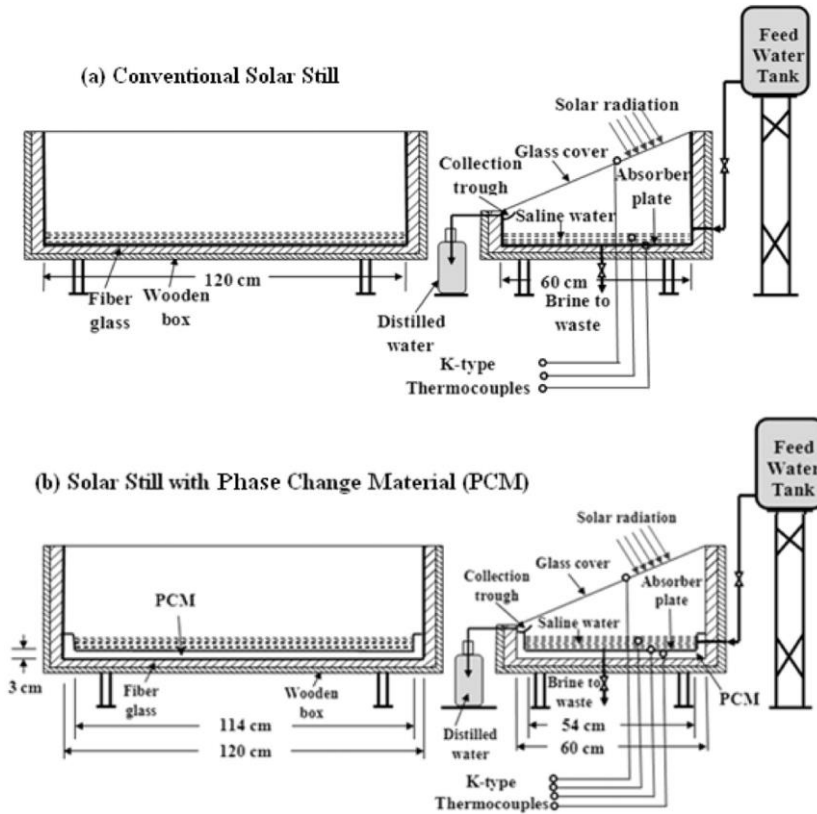 Feed
Water
Tank
(a) Conventional Solar Still
Solar radiation
Glass cover
Collection
trough
Absorber
plate
Saline water
120 cm
Fiber
glass
Wooden
box
60 cm
Brine to
waste
Distilled
water
K-type
Thermocouples
Feed
Water
Tank
(b) Solar Still with Phase Change Material (PCM)
Solar radiation
Glass cover
Collection
trough
Absorber
plate
PCM
Saline water
3 cm
Fiber
glass
Wooden
box
Brine to
waste
PCM
114 cm
54 cm
120 cm
60 cm
Distilled
water
K-type
Thermocouples